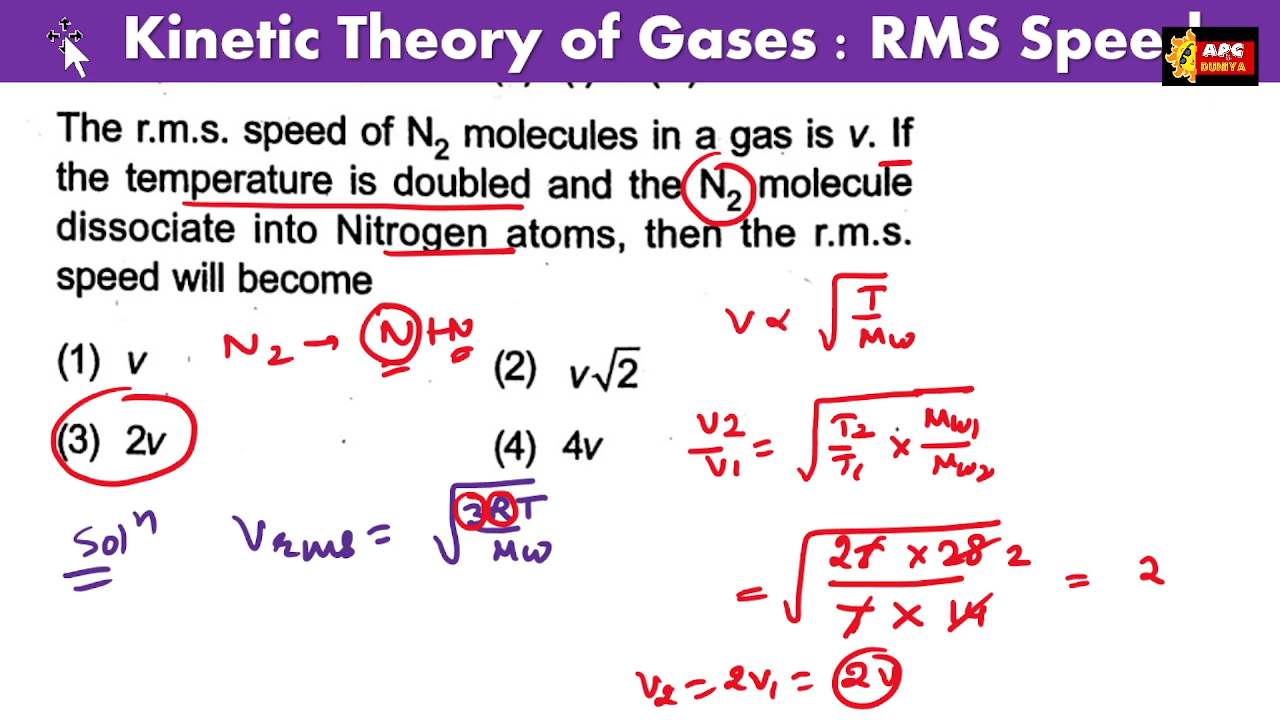 Kinetic Theory of Gases : RMS Speed
APC
DUNIYA
The r.m.s. speed of N₂ molecules in a gas is v. If
the temperature is doubled and the N₂ molecule
dissociate into Nitrogen atoms, then the r.m.s.
speed will become
N₂ → N + N
V ∝ √(T/Mw)
(1) v
(2) v√2
(3) 2v
(4) 4v
V2/V1 = √(T2/T1 × Mw1/Mw2)
Solⁿ
Vrms = √(3RT/Mw)
= √(2T × 28 2 / T × 14) = 2
V2 = 2V1 = 2V